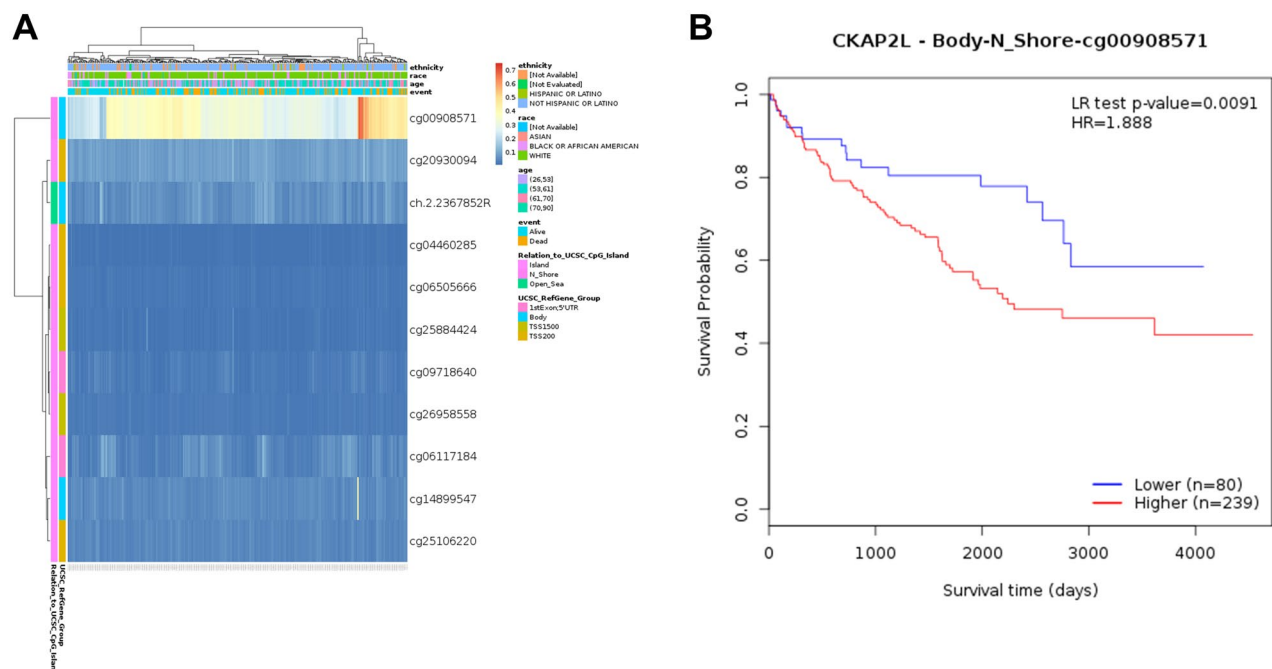 A
ethnicity
race
age
event
cg00908571
cg20930094
ch.2.2367852R
cg04460285
cg06505666
cg25884424
cg09718640
cg26958558
cg06117184
cg14899547
cg25106220
UCSC_RefGene_Group
Relation_to_UCSC_CpG_Islan
0.7
0.6
0.5
0.4
0.3
0.2
0.1
ethnicity
[Not Available]
[Not Evaluated]
HISPANIC OR LATINO
NOT HISPANIC OR LATINO
race
[Not Available]
ASIAN
BLACK OR AFRICAN AMERICAN
WHITE
age
(26,53]
(53,61]
(61,70]
(70,90]
event
Alive
Dead
Relation_to_UCSC_CpG_Island
Island
N_Shore
Open_Sea
UCSC_RefGene_Group
1stExon;5'UTR
Body
TSS1500
TSS200
B
CKAP2L - Body-N_Shore-cg00908571
LR test p-value=0.0091
HR=1.888
Survival Probability
1.0
0.8
0.6
0.4
0.2
0.0
Lower (n=80)
Higher (n=239)
0 1000 2000 3000 4000
Survival time (days)